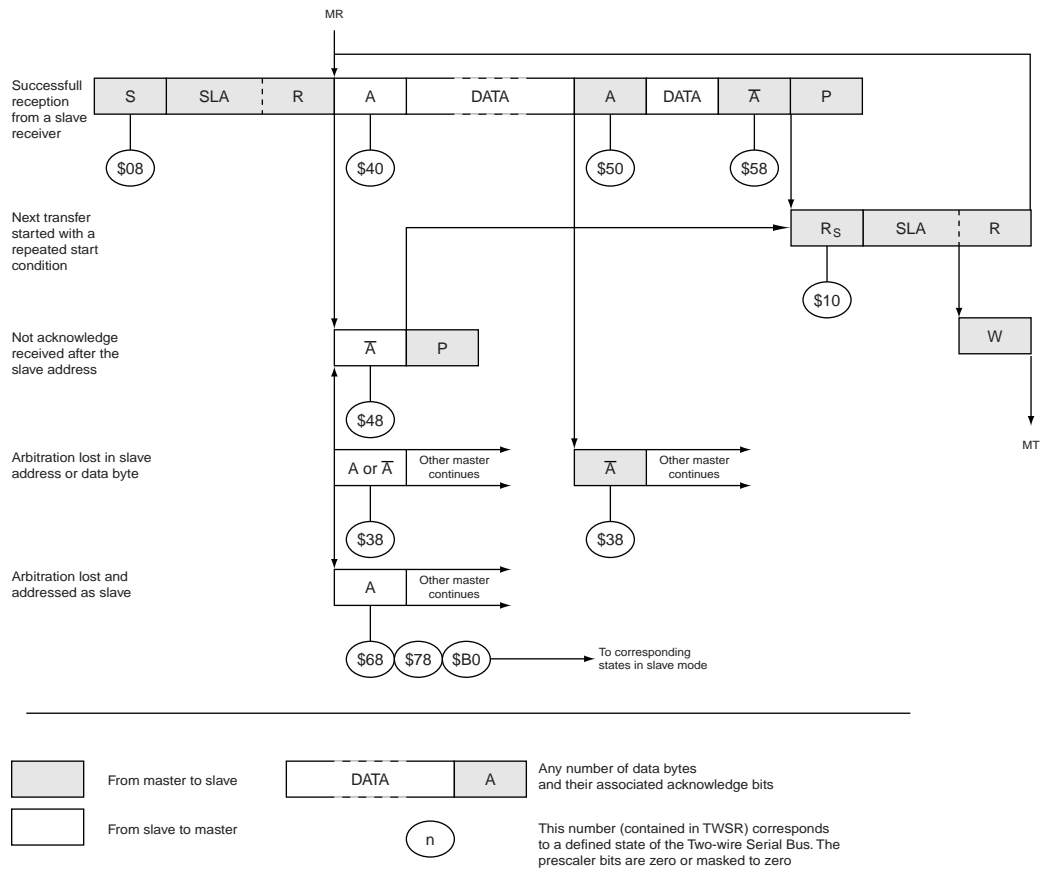 MR
Successfull
reception
from a slave
receiver
S SLA R A DATA A DATA A̅ P
$08 $40 $50 $58
Next transfer
started with a
repeated start
condition
RS SLA R
$10
W
MT
Not acknowledge
received after the
slave address
A̅ P
$48
Arbitration lost in slave
address or data byte
A or A̅
Other master
continues
A̅
Other master
continues
$38 $38
Arbitration lost and
addressed as slave
A
Other master
continues
$68 $78 $B0
To corresponding
states in slave mode
From master to slave
DATA A
Any number of data bytes
and their associated acknowledge bits
From slave to master
n
This number (contained in TWSR) corresponds
to a defined state of the Two-wire Serial Bus. The
prescaler bits are zero or masked to zero